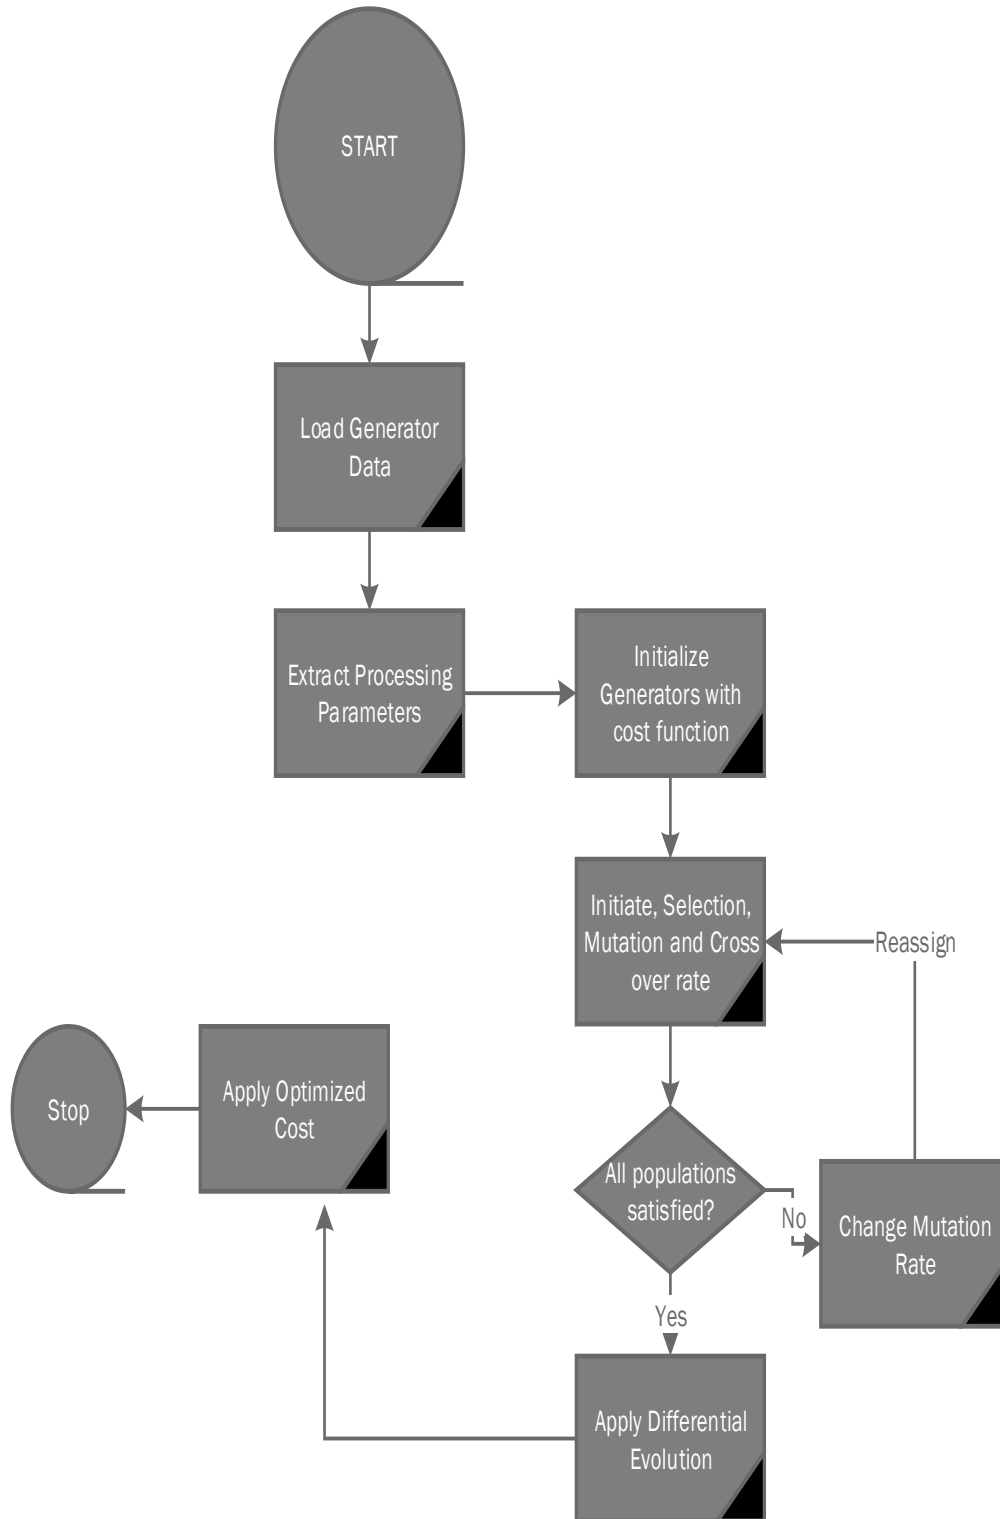 START
Load Generator
Data
Extract Processing
Parameters
Initialize
Generators with
cost function
Initiate, Selection,
Mutation and Cross
over rate
Reassign
Apply Optimized
Cost
Stop
All populations
satisfied?
No
Change Mutation
Rate
Yes
Apply Differential
Evolution